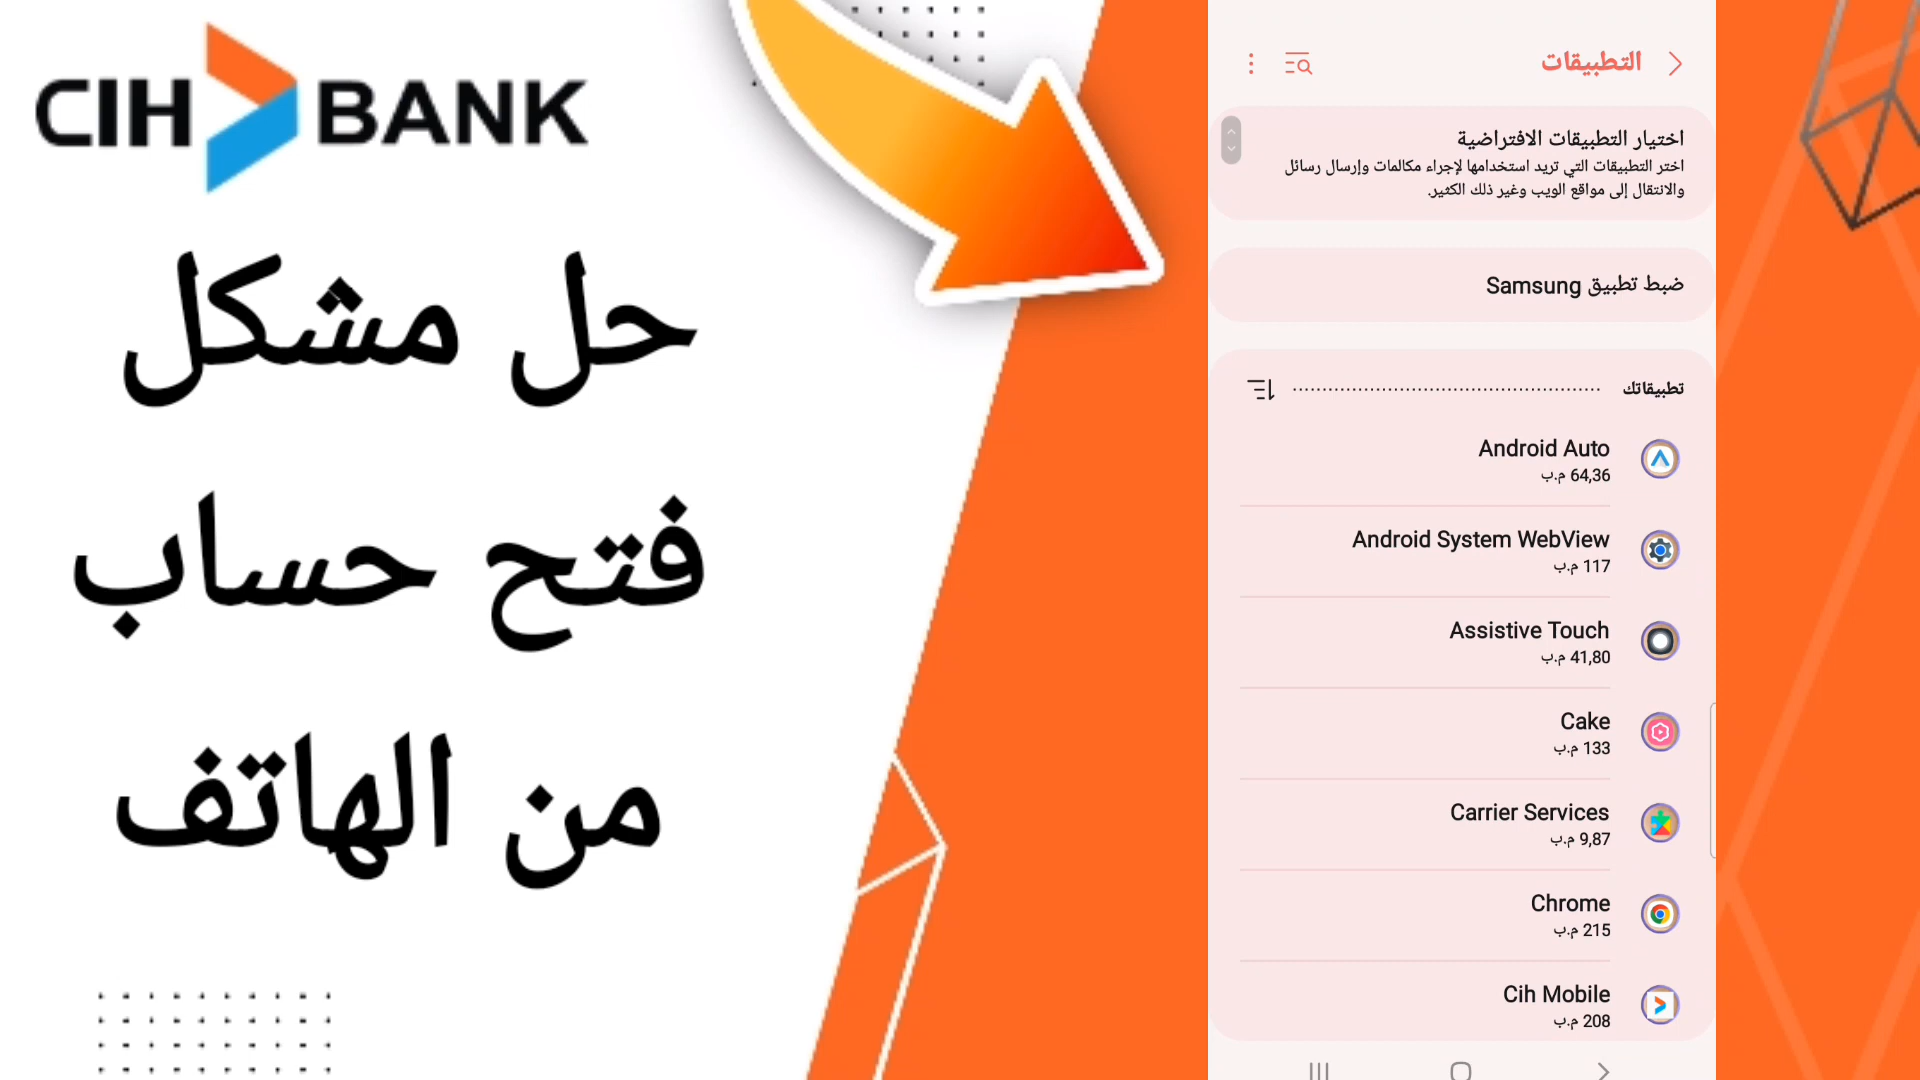 CIH BANK
حل مشكل
فتح حساب
من الهاتف
التطبيقات
اختيار التطبيقات الافتراضية
اختر التطبيقات التي تريد استخدامها لإجراء مكالمات وإرسال رسائل
والانتقال إلى مواقع الويب وغير ذلك الكثير.
ضبط تطبيق Samsung
تطبيقاتك
Android Auto
64,36 م.ب
Android System WebView
117 م.ب
Assistive Touch
41,80 م.ب
Cake
133 م.ب
Carrier Services
9,87 م.ب
Chrome
215 م.ب
Cih Mobile
208 م.ب